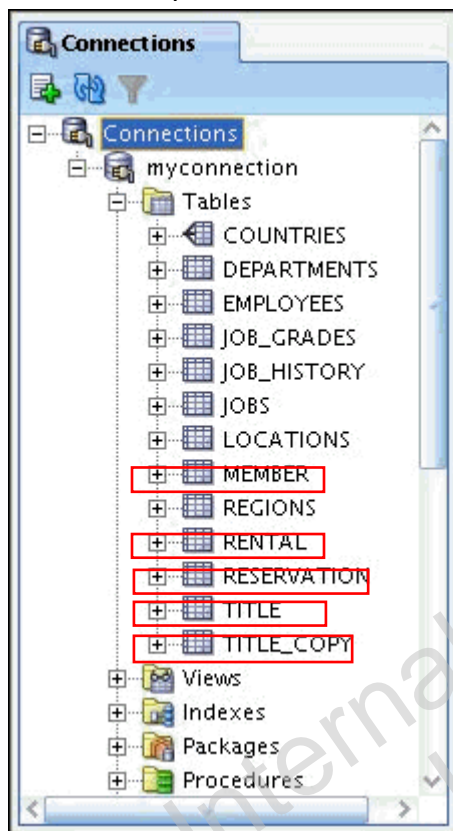 Connections
Connections
myconnection
Tables
COUNTRIES
DEPARTMENTS
EMPLOYEES
JOB_GRADES
JOB_HISTORY
JOBS
LOCATIONS
MEMBER
REGIONS
RENTAL
RESERVATION
TITLE
TITLE_COPY
Views
Indexes
Packages
Procedures
Internal